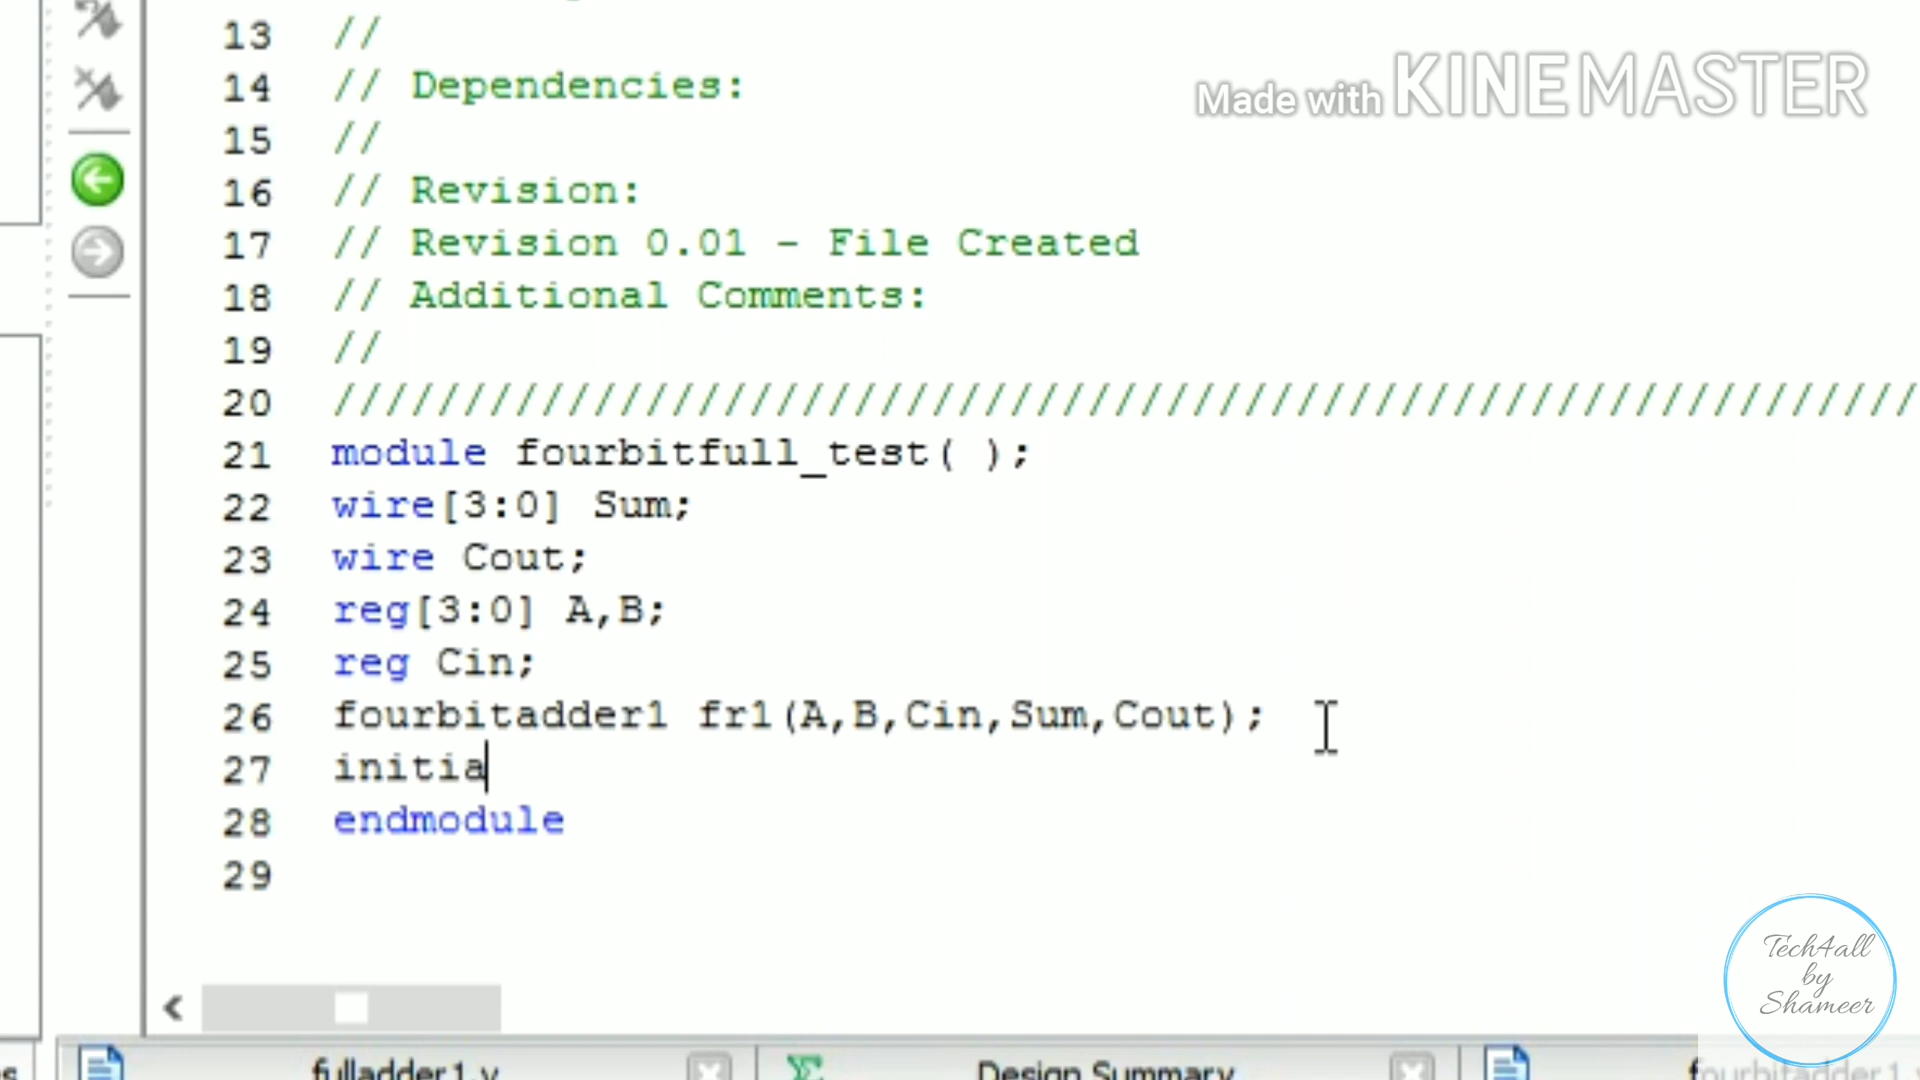 13 //
14 // Dependencies:
15 //
16 // Revision:
17 // Revision 0.01 - File Created
18 // Additional Comments:
19 //
20 /////////////////////////////////////////////////////////////
21 module fourbitfull_test( );
22 wire[3:0] Sum;
23 wire Cout;
24 reg[3:0] A,B;
25 reg Cin;
26 fourbitadder1 fr1(A,B,Cin,Sum,Cout);
27 initia
28 endmodule
29
Made with KINEMASTER
Tech4all
by
Shameer
fulladder1.v
Design Summary
fourbitadder1.v